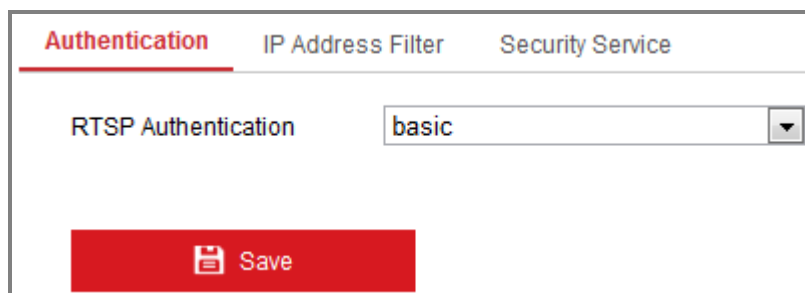 Authentication IP Address Filter Security Service
RTSP Authentication basic
Save